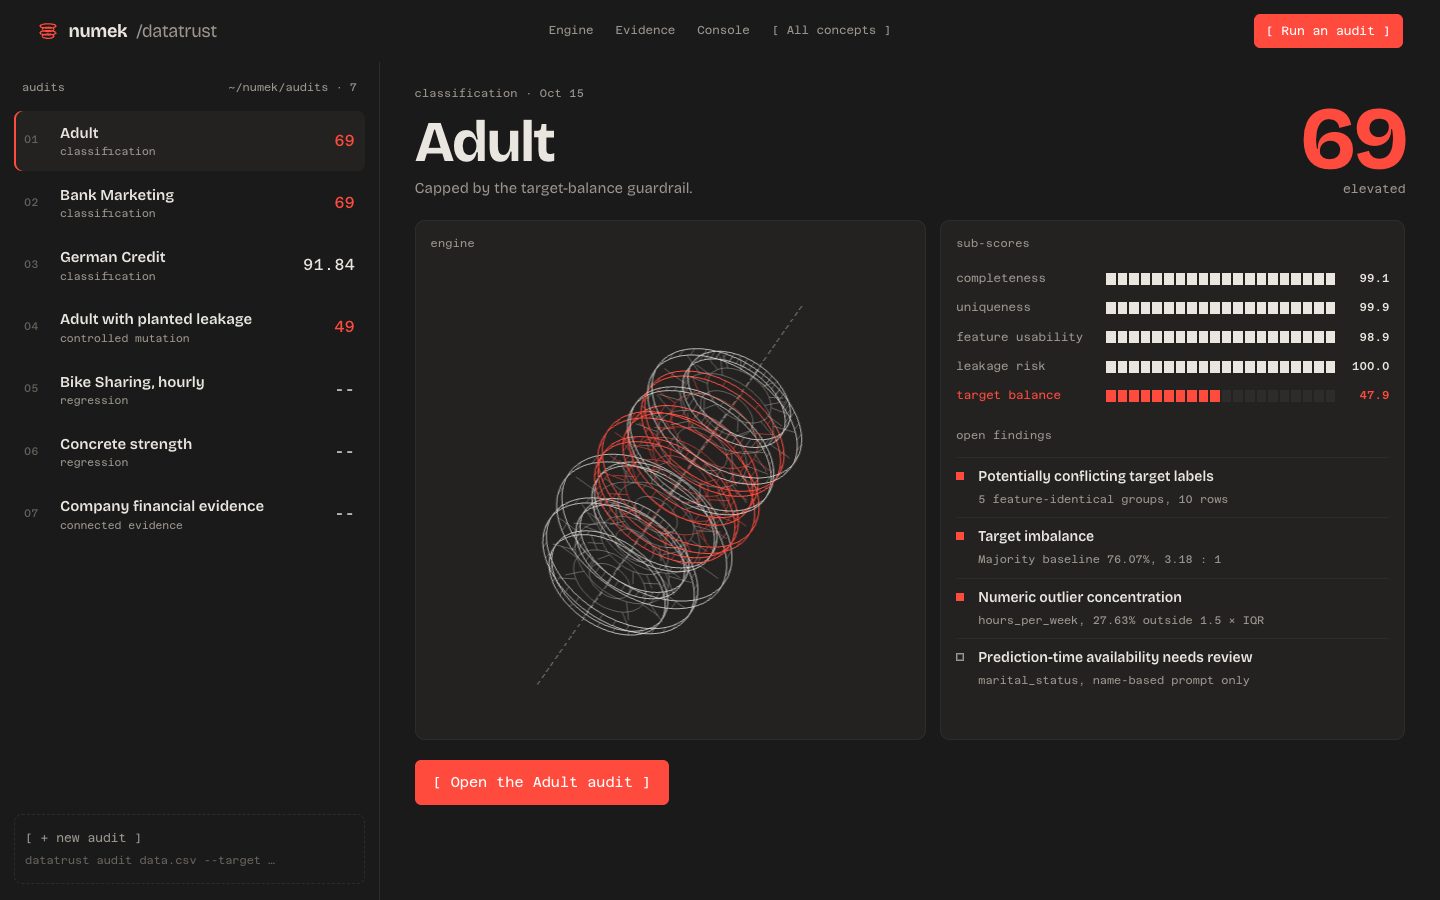 numek /datatrust
Engine Evidence Console [ All concepts ]
[ Run an audit ]
audits ~/numek/audits · 7
01 Adult 69
classification
02 Bank Marketing 69
classification
03 German Credit 91.84
classification
04 Adult with planted leakage 49
controlled mutation
05 Bike Sharing, hourly --
regression
06 Concrete strength --
regression
07 Company financial evidence --
connected evidence
[ + new audit ]
datatrust audit data.csv --target …
classification · Oct 15
Adult
Capped by the target-balance guardrail.
69
elevated
engine
sub-scores
completeness 99.1
uniqueness 99.9
feature usability 98.9
leakage risk 100.0
target balance 47.9
open findings
Potentially conflicting target labels
5 feature-identical groups, 10 rows
Target imbalance
Majority baseline 76.07%, 3.18 : 1
Numeric outlier concentration
hours_per_week, 27.63% outside 1.5 × IQR
Prediction-time availability needs review
marital_status, name-based prompt only
[ Open the Adult audit ]